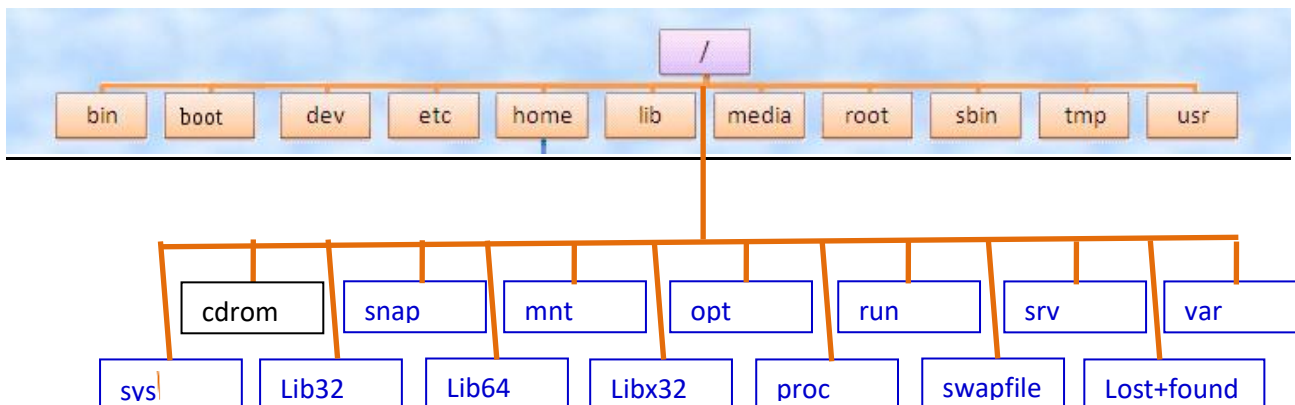 /
bin boot dev etc home lib media root sbin tmp usr
cdrom snap mnt opt run srv var
sys Lib32 Lib64 Libx32 proc swapfile Lost+found